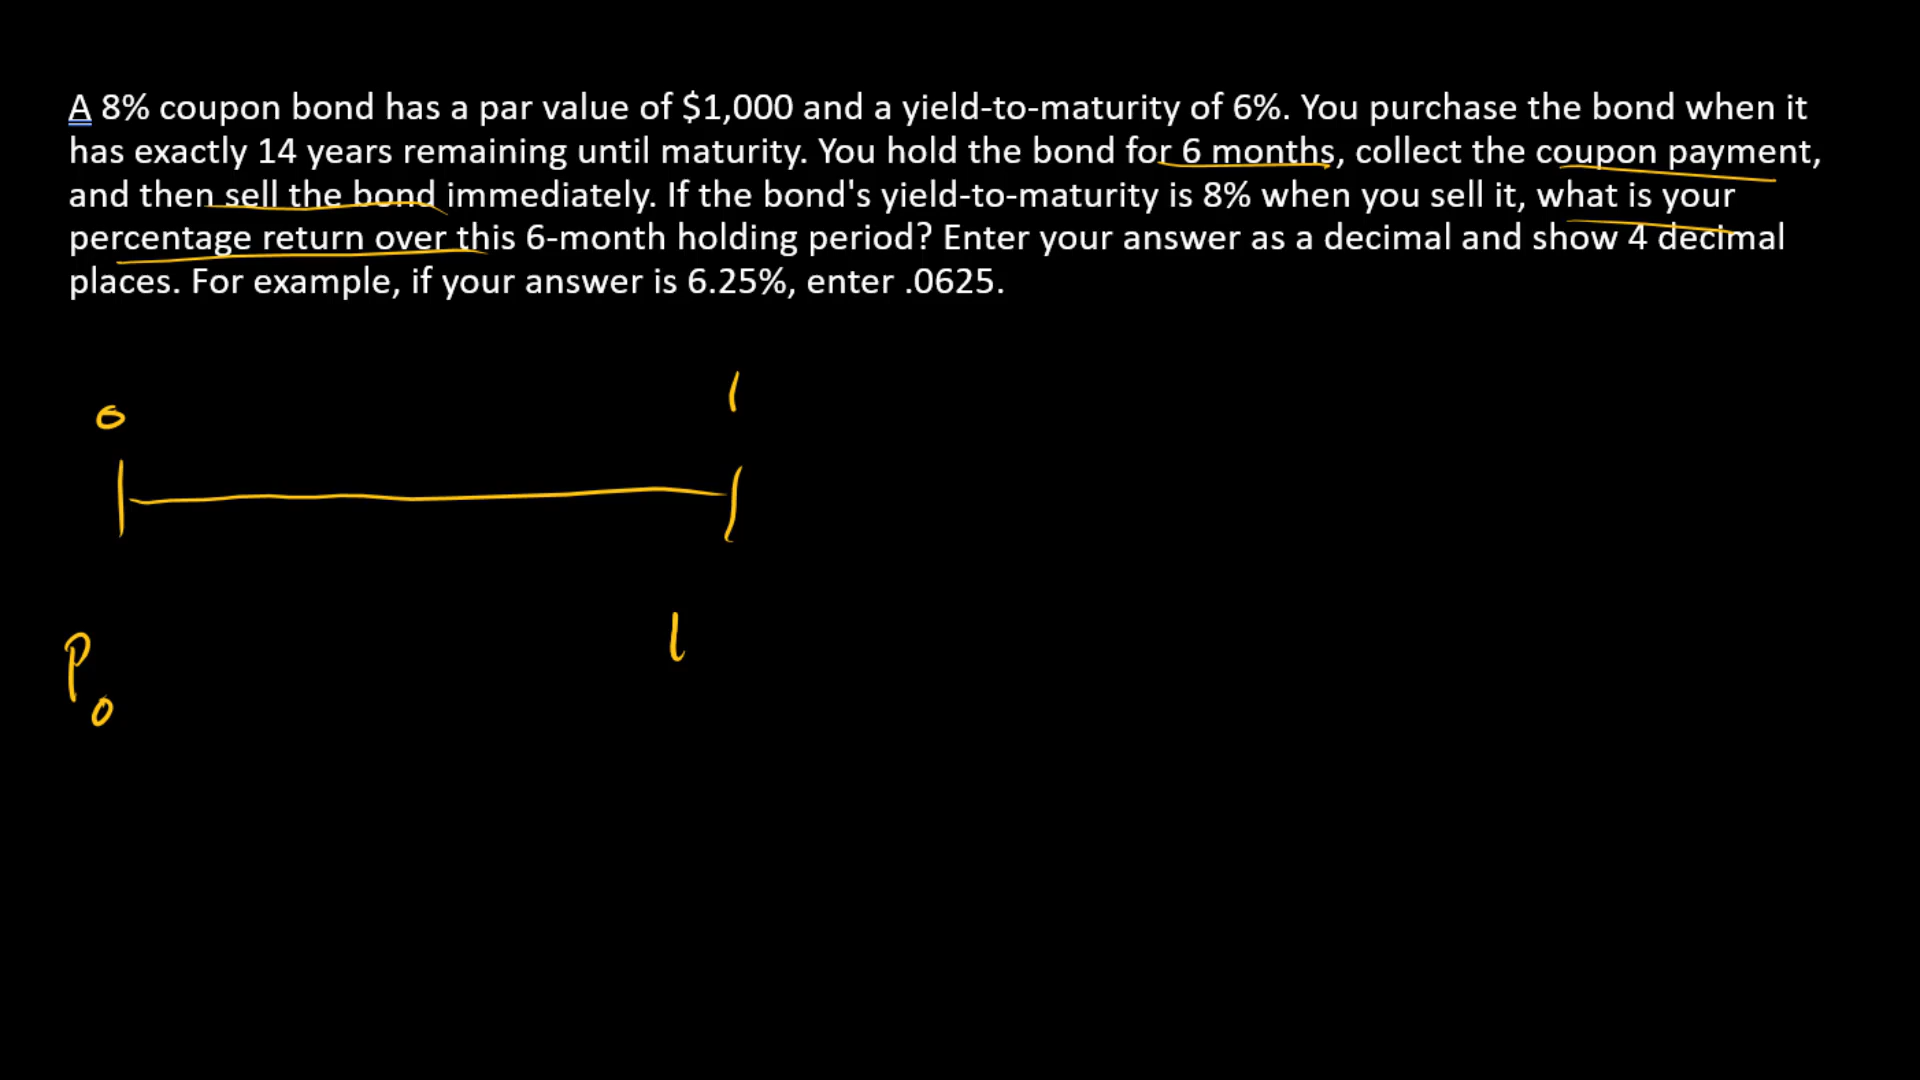 A 8% coupon bond has a par value of $1,000 and a yield-to-maturity of 6%. You purchase the bond when it
has exactly 14 years remaining until maturity. You hold the bond for 6 months, collect the coupon payment,
and then sell the bond immediately. If the bond's yield-to-maturity is 8% when you sell it, what is your
percentage return over this 6-month holding period? Enter your answer as a decimal and show 4 decimal
places. For example, if your answer is 6.25%, enter .0625.
0 1
P0